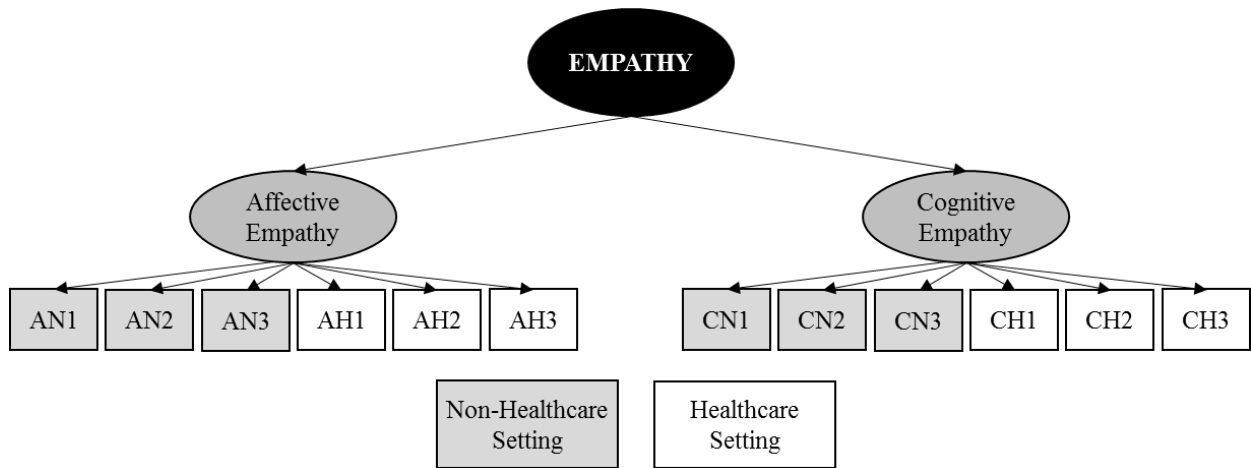 EMPATHY
Affective
Empathy
Cognitive
Empathy
AN1 AN2 AN3 AH1 AH2 AH3 CN1 CN2 CN3 CH1 CH2 CH3
Non-Healthcare
Setting
Healthcare
Setting